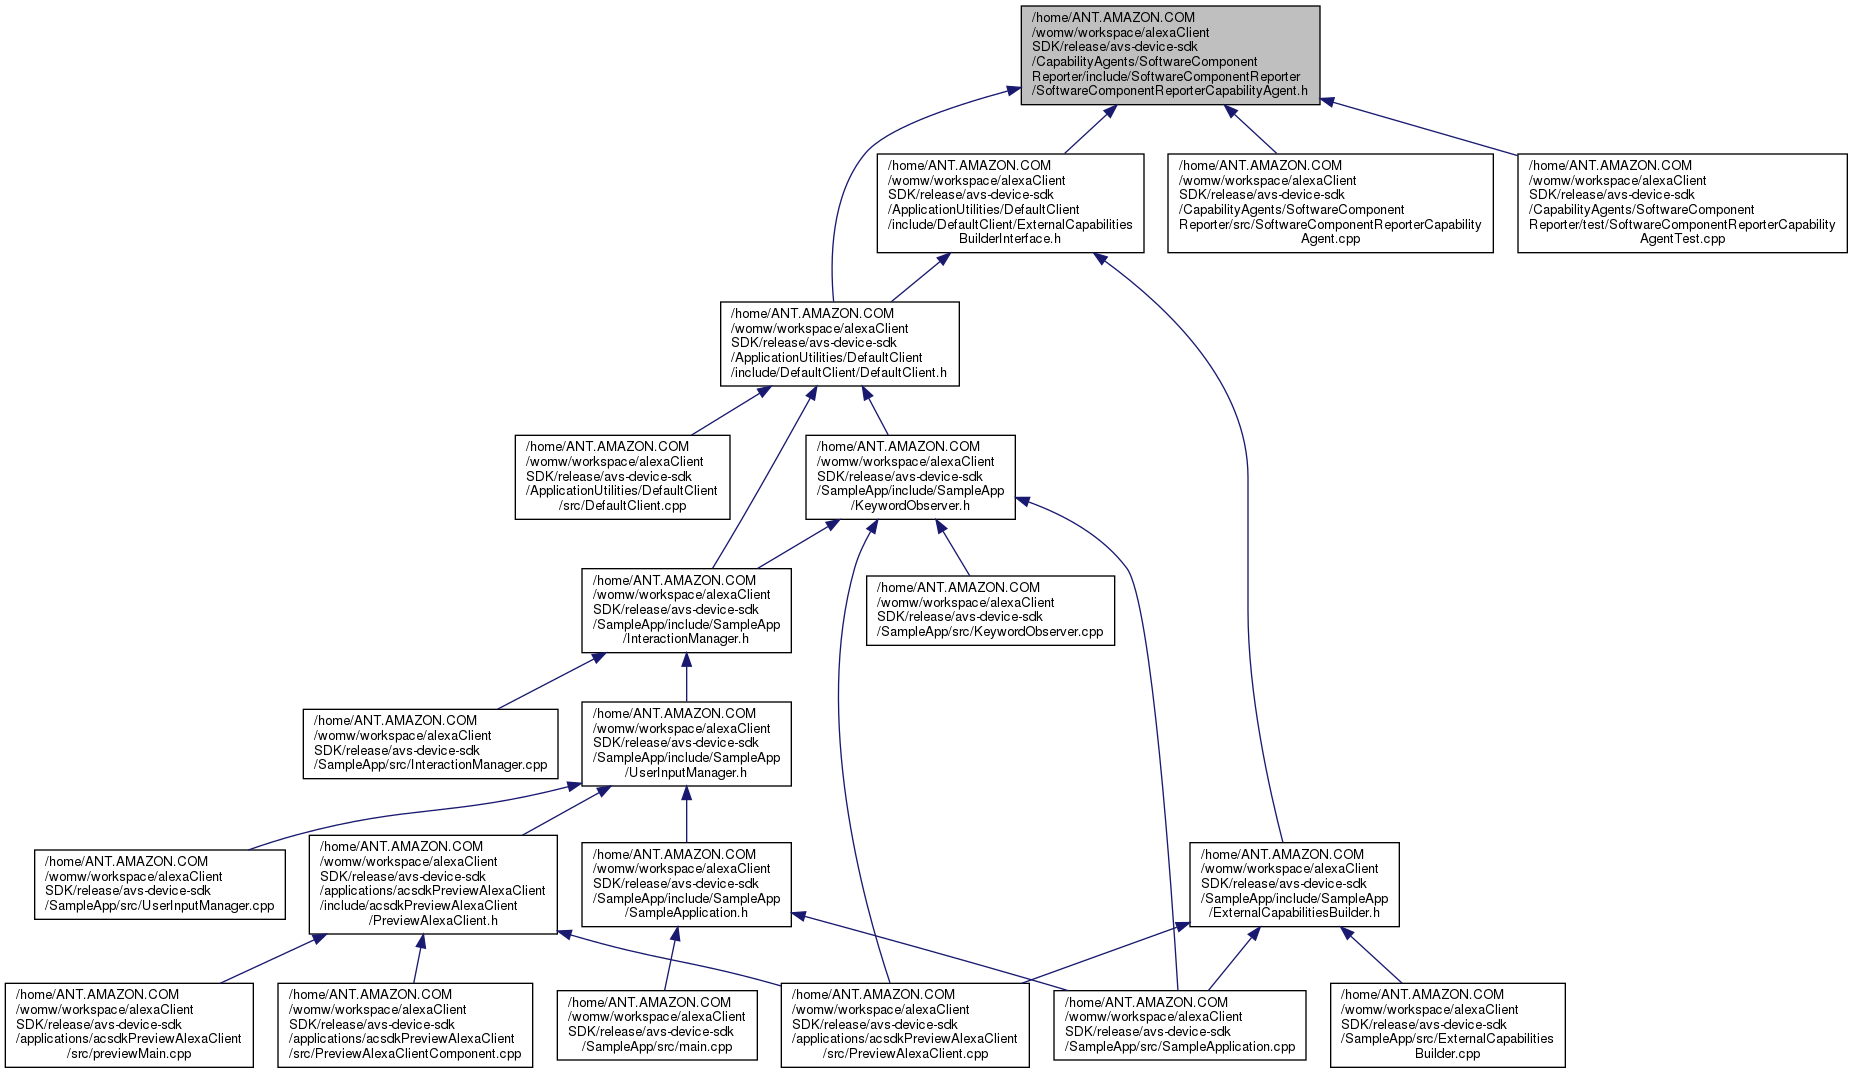 /home/ANT.AMAZON.COM
/womw/workspace/alexaClient
SDK/release/avs-device-sdk
/CapabilityAgents/SoftwareComponent
Reporter/include/SoftwareComponentReporter
/SoftwareComponentReporterCapabilityAgent.h
/home/ANT.AMAZON.COM
/womw/workspace/alexaClient
SDK/release/avs-device-sdk
/ApplicationUtilities/DefaultClient
/include/DefaultClient/ExternalCapabilities
BuilderInterface.h
/home/ANT.AMAZON.COM
/womw/workspace/alexaClient
SDK/release/avs-device-sdk
/CapabilityAgents/SoftwareComponent
Reporter/src/SoftwareComponentReporterCapability
Agent.cpp
/home/ANT.AMAZON.COM
/womw/workspace/alexaClient
SDK/release/avs-device-sdk
/CapabilityAgents/SoftwareComponent
Reporter/test/SoftwareComponentReporterCapability
AgentTest.cpp
/home/ANT.AMAZON.COM
/womw/workspace/alexaClient
SDK/release/avs-device-sdk
/ApplicationUtilities/DefaultClient
/include/DefaultClient/DefaultClient.h
/home/ANT.AMAZON.COM
/womw/workspace/alexaClient
SDK/release/avs-device-sdk
/ApplicationUtilities/DefaultClient
/src/DefaultClient.cpp
/home/ANT.AMAZON.COM
/womw/workspace/alexaClient
SDK/release/avs-device-sdk
/SampleApp/include/SampleApp
/KeywordObserver.h
/home/ANT.AMAZON.COM
/womw/workspace/alexaClient
SDK/release/avs-device-sdk
/SampleApp/include/SampleApp
/InteractionManager.h
/home/ANT.AMAZON.COM
/womw/workspace/alexaClient
SDK/release/avs-device-sdk
/SampleApp/src/KeywordObserver.cpp
/home/ANT.AMAZON.COM
/womw/workspace/alexaClient
SDK/release/avs-device-sdk
/SampleApp/src/InteractionManager.cpp
/home/ANT.AMAZON.COM
/womw/workspace/alexaClient
SDK/release/avs-device-sdk
/SampleApp/include/SampleApp
/UserInputManager.h
/home/ANT.AMAZON.COM
/womw/workspace/alexaClient
SDK/release/avs-device-sdk
/SampleApp/src/UserInputManager.cpp
/home/ANT.AMAZON.COM
/womw/workspace/alexaClient
SDK/release/avs-device-sdk
/applications/acsdkPreviewAlexaClient
/include/acsdkPreviewAlexaClient
/PreviewAlexaClient.h
/home/ANT.AMAZON.COM
/womw/workspace/alexaClient
SDK/release/avs-device-sdk
/SampleApp/include/SampleApp
/SampleApplication.h
/home/ANT.AMAZON.COM
/womw/workspace/alexaClient
SDK/release/avs-device-sdk
/SampleApp/include/SampleApp
/ExternalCapabilitiesBuilder.h
/home/ANT.AMAZON.COM
/womw/workspace/alexaClient
SDK/release/avs-device-sdk
/applications/acsdkPreviewAlexaClient
/src/previewMain.cpp
/home/ANT.AMAZON.COM
/womw/workspace/alexaClient
SDK/release/avs-device-sdk
/applications/acsdkPreviewAlexaClient
/src/PreviewAlexaClientComponent.cpp
/home/ANT.AMAZON.COM
/womw/workspace/alexaClient
SDK/release/avs-device-sdk
/SampleApp/src/main.cpp
/home/ANT.AMAZON.COM
/womw/workspace/alexaClient
SDK/release/avs-device-sdk
/applications/acsdkPreviewAlexaClient
/src/PreviewAlexaClient.cpp
/home/ANT.AMAZON.COM
/womw/workspace/alexaClient
SDK/release/avs-device-sdk
/SampleApp/src/SampleApplication.cpp
/home/ANT.AMAZON.COM
/womw/workspace/alexaClient
SDK/release/avs-device-sdk
/SampleApp/src/ExternalCapabilities
Builder.cpp